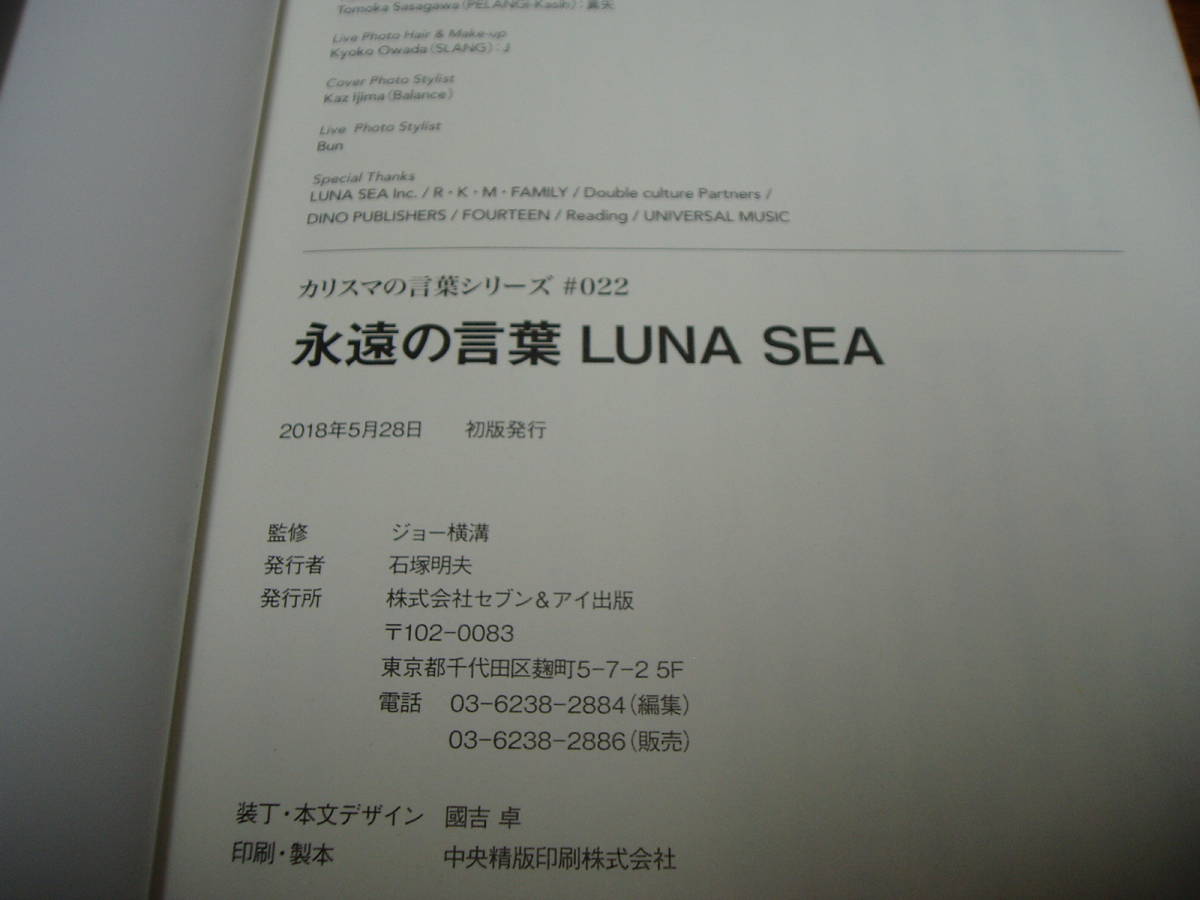 Tomoka Sasagawa（PELANGI-Kasih）：真矢
Live Photo Hair & Make-up
Kyoko Owada（SLANG）：J
Cover Photo Stylist
Kaz Ijima（Balance）
Live Photo Stylist
Bun
Special Thanks
LUNA SEA Inc. / R・K・M・FAMILY / Double culture Partners /
DINO PUBLISHERS / FOURTEEN / Reading / UNIVERSAL MUSIC
カリスマの言葉シリーズ #022
永遠の言葉 LUNA SEA
2018年5月28日 初版発行
監修 ジョー横溝
発行者 石塚明夫
発行所 株式会社セブン＆アイ出版
〒102-0083
東京都千代田区麹町5-7-2 5F
電話 03-6238-2884（編集）
03-6238-2886（販売）
装丁・本文デザイン 國吉 卓
印刷・製本 中央精版印刷株式会社